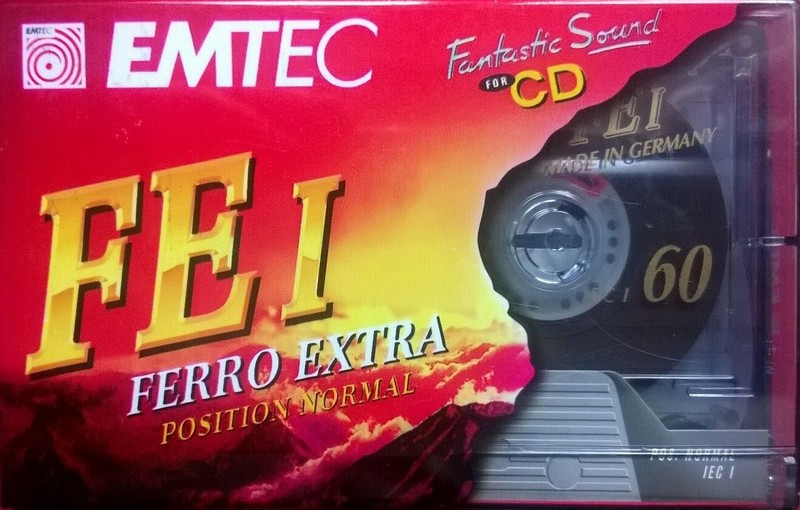 EMTEC
EMTEC
Fantastic Sound
FOR CD
FE I
MADE IN GERMANY
FE I
60
FERRO EXTRA
POSITION NORMAL
POS. NORMAL
IEC I